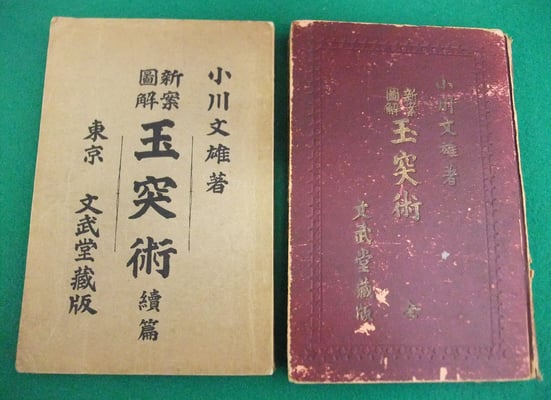 小川文雄著
新案
圖解
玉突術 續篇
東京 文武堂藏版
小川文雄著
新案
圖解
玉突術 全
文武堂藏版